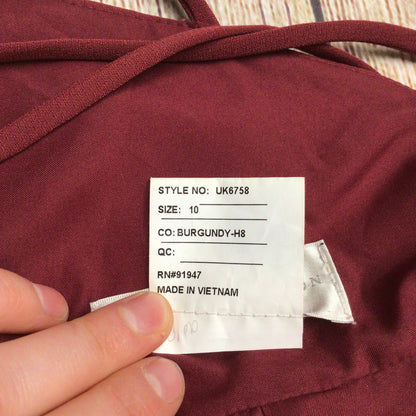 STYLE NO: UK6758
SIZE: 10
CO: BURGUNDY-H8
QC:
RN#91947
MADE IN VIETNAM